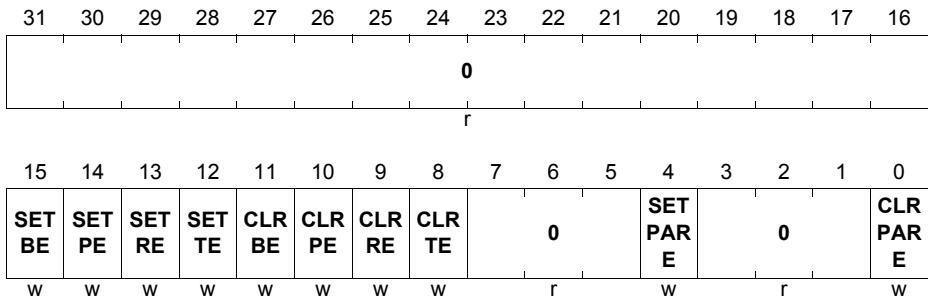 31 30 29 28 27 26 25 24 23 22 21 20 19 18 17 16
0
r
15 14 13 12 11 10 9 8 7 6 5 4 3 2 1 0
SET BE SET PE SET RE SET TE CLR BE CLR PE CLR RE CLR TE 0 SET PAR E 0 CLR PAR E
w w w w w w w w r w r w